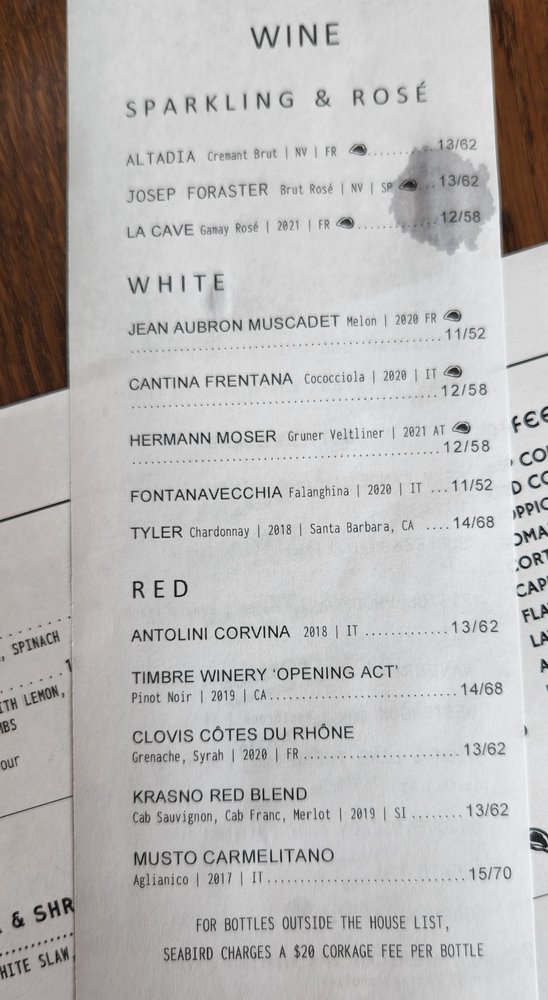 WINE
SPARKLING & ROSÉ
ALTADIA Cremant Brut | NV | FR ..........13/62
JOSEP FORASTER Brut Rosé | NV | SP ...13/62
LA CAVE Gamay Rosé | 2021 | FR ............12/58
WHITE
JEAN AUBRON MUSCADET Melon | 2020 FR
............................................11/52
CANTINA FRENTANA Cococciola | 2020 | IT
............................................12/58
HERMANN MOSER Gruner Veltliner | 2021 AT
............................................12/58
FONTANAVECCHIA Falanghina | 2020 | IT ...11/52
TYLER Chardonnay | 2018 | Santa Barbara, CA ....14/68
RED
ANTOLINI CORVINA 2018 | IT ............13/62
TIMBRE WINERY ‘OPENING ACT’
Pinot Noir | 2019 | CA...........................14/68
CLOVIS CÔTES DU RHÔNE
Grenache, Syrah | 2020 | FR.......................13/62
KRASNO RED BLEND
Cab Sauvignon, Cab Franc, Merlot | 2019 | SI ........13/62
MUSTO CARMELITANO
Aglianico | 2017 | IT.............................15/70
FOR BOTTLES OUTSIDE THE HOUSE LIST,
SEABIRD CHARGES A $20 CORKAGE FEE PER BOTTLE
, SPINACH
LEMON,
& SHR
SLAW,